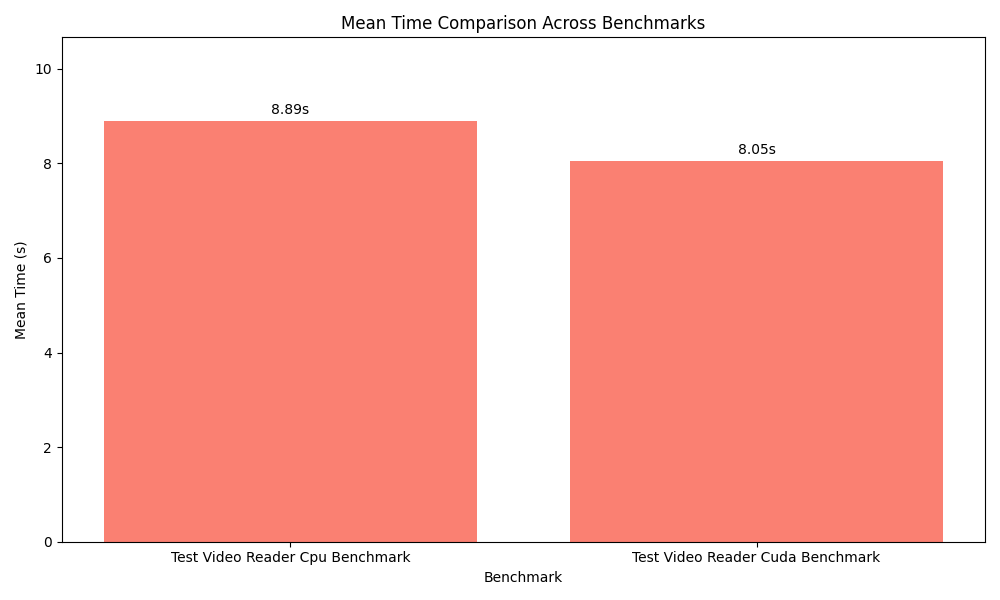 Mean Time Comparison Across Benchmarks
10
8
6
4
2
0
Mean Time (s)
8.89s
8.05s
Test Video Reader Cpu Benchmark
Test Video Reader Cuda Benchmark
Benchmark